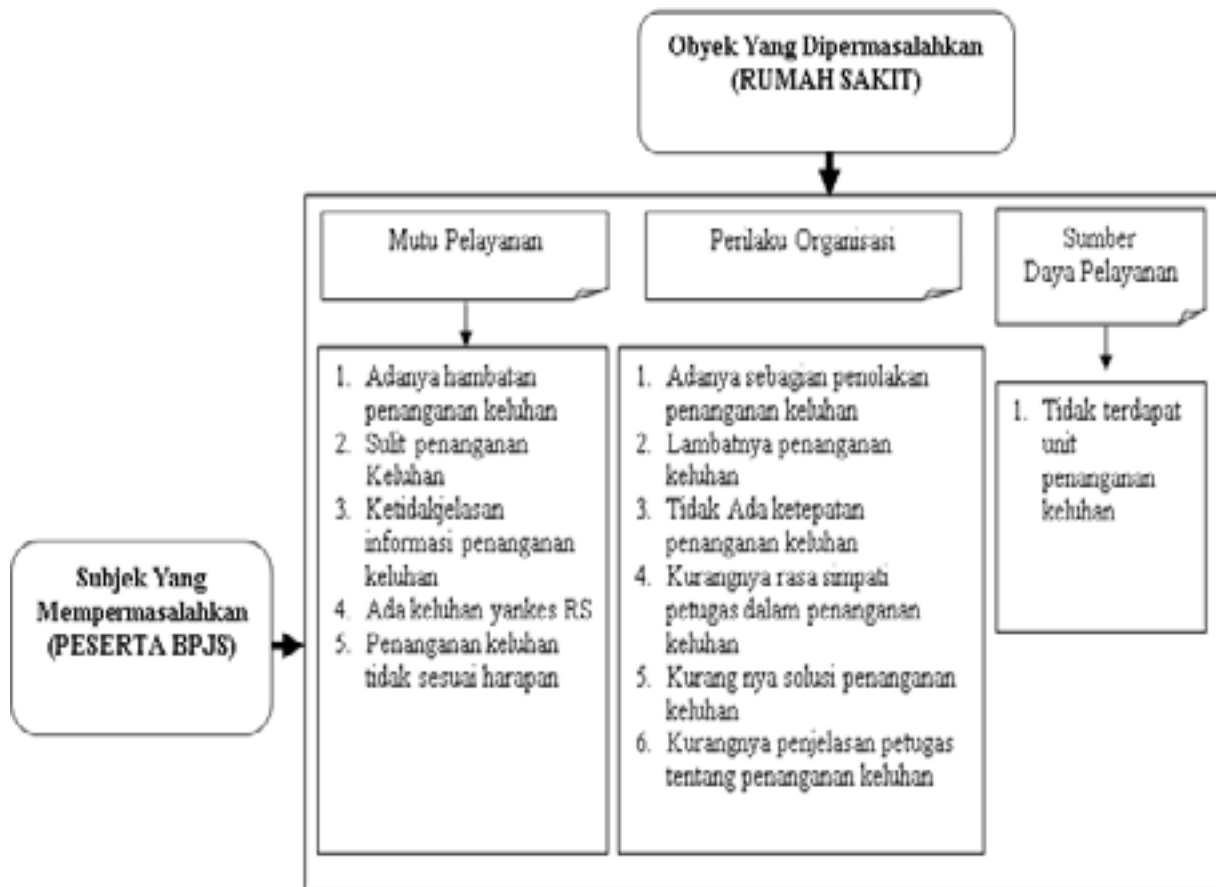 Obyek Yang Dipermasalahkan
(RUMAH SAKIT)
Mutu Pelayanan
Perilaku Organisasi
Sumber
Daya Pelayanan
1. Adanya hambatan
penanganan keluhan
2. Sulit penanganan
Keluhan
3. Ketidakjelasan
informasi penanganan
keluhan
4. Ada keluhan yankes RS
5. Penanganan keluhan
tidak sesuai harapan
1. Adanya sebagian penolakan
penanganan keluhan
2. Lambatnya penanganan
keluhan
3. Tidak Ada ketepatan
penanganan keluhan
4. Kurangnya rasa simpati
petugas dalam penanganan
keluhan
5. Kurang nya solusi penanganan
keluhan
6. Kurangnya penjelasan petugas
tentang penanganan keluhan
1. Tidak terdapat
unit
penanganan
keluhan
Subjek Yang
Mempermasalahkan
(PESERTA BPJS)